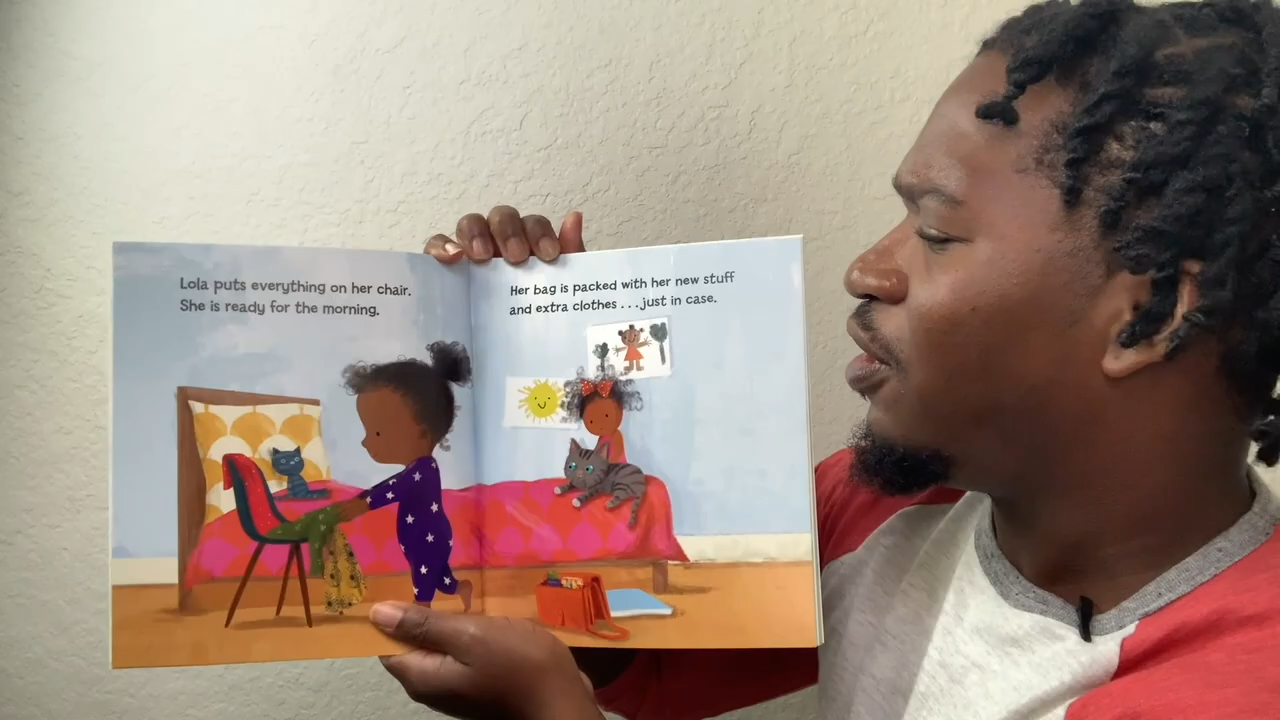 Lola puts everything on her chair.
She is ready for the morning.
Her bag is packed with her new stuff
and extra clothes . . . just in case.